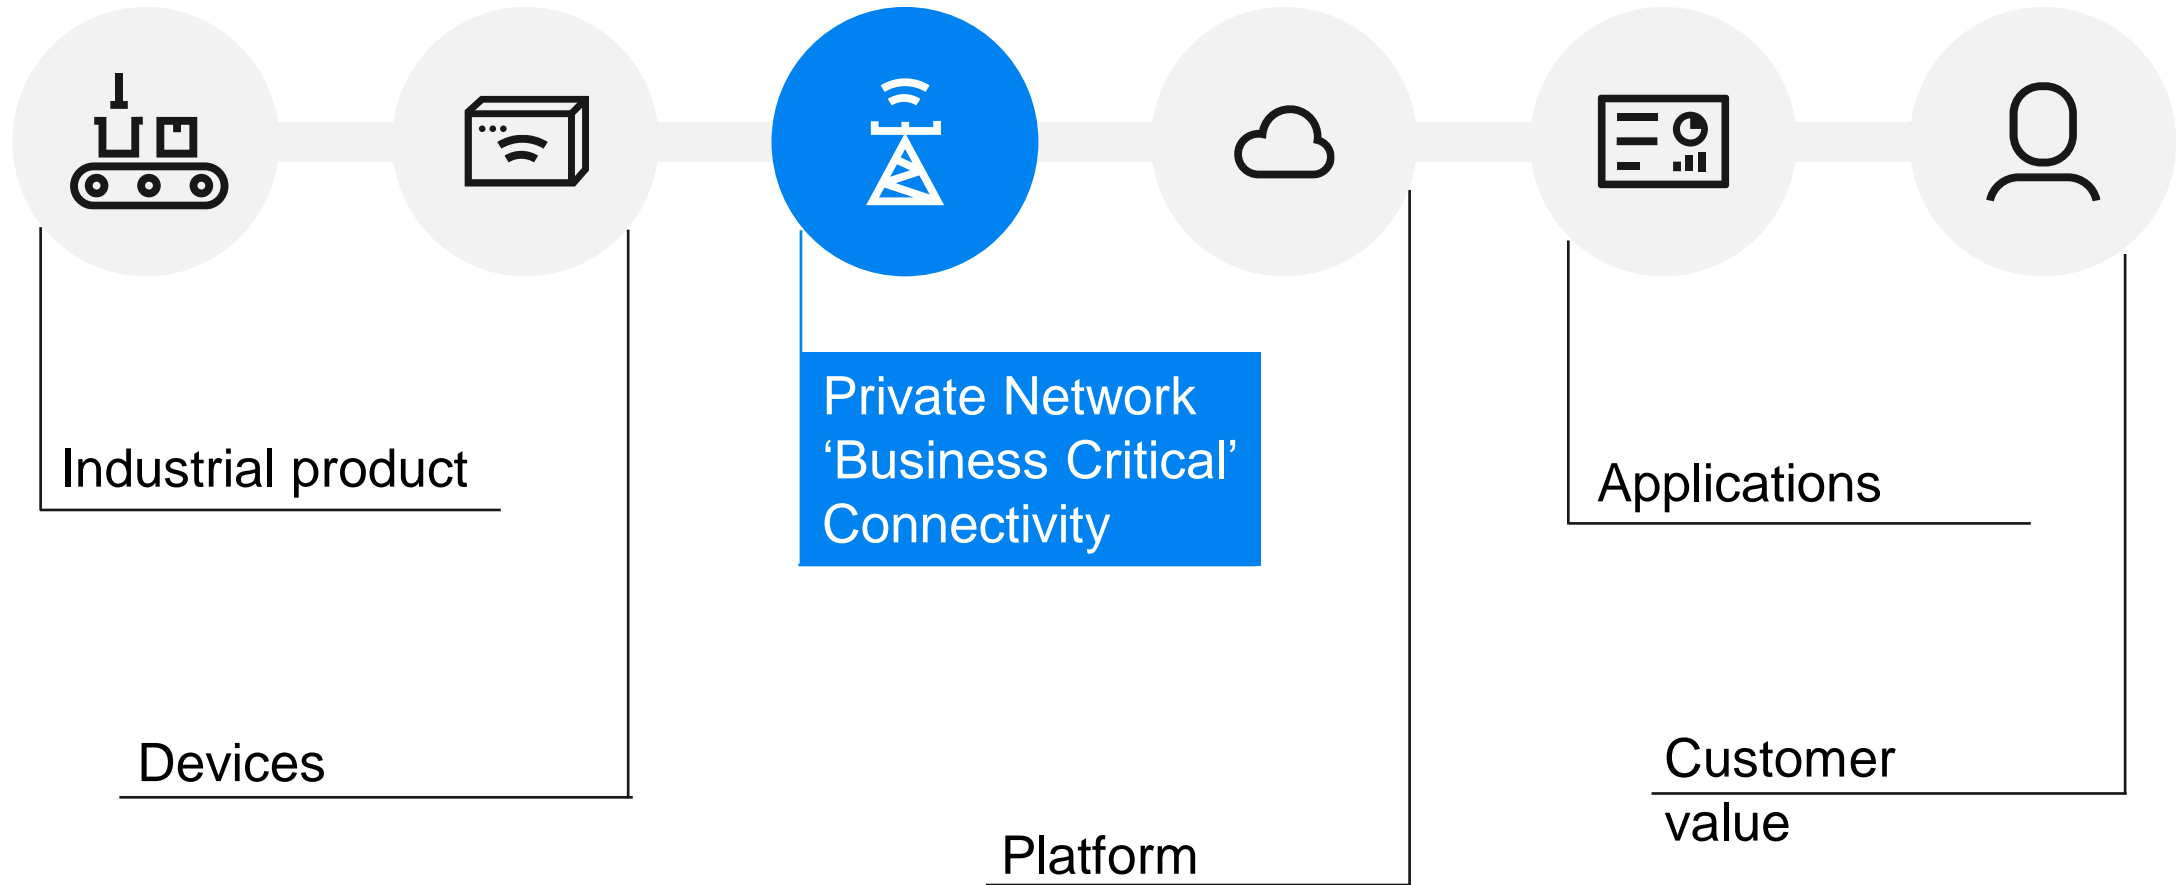 Industrial product
Devices
Private Network
‘Business Critical’
Connectivity
Platform
Applications
Customer
value